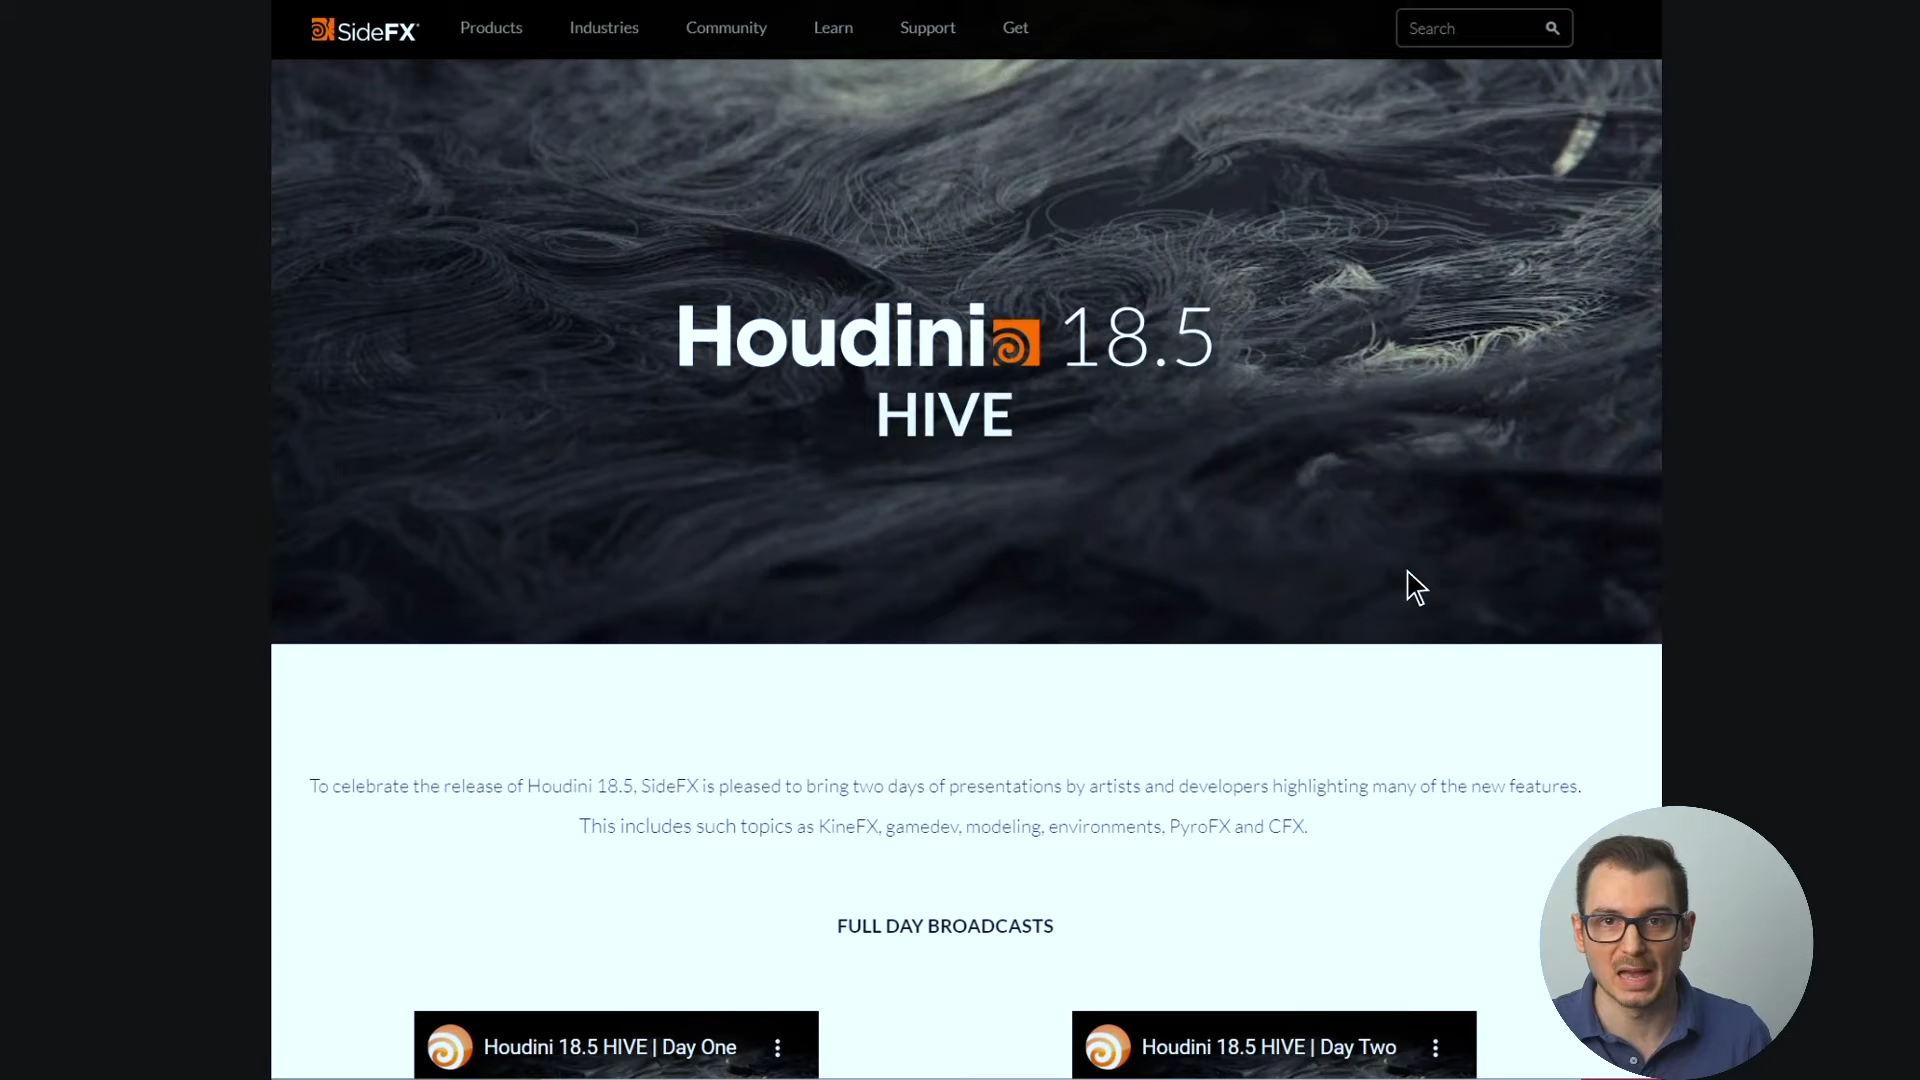 SideFX Products Industries Community Learn Support Get Search
Houdini 18.5
HIVE
To celebrate the release of Houdini 18.5, SideFX is pleased to bring two days of presentations by artists and developers highlighting many of the new features.
This includes such topics as KineFX, gamedev, modeling, environments, PyroFX and CFX.
FULL DAY BROADCASTS
Houdini 18.5 HIVE | Day One
Houdini 18.5 HIVE | Day Two